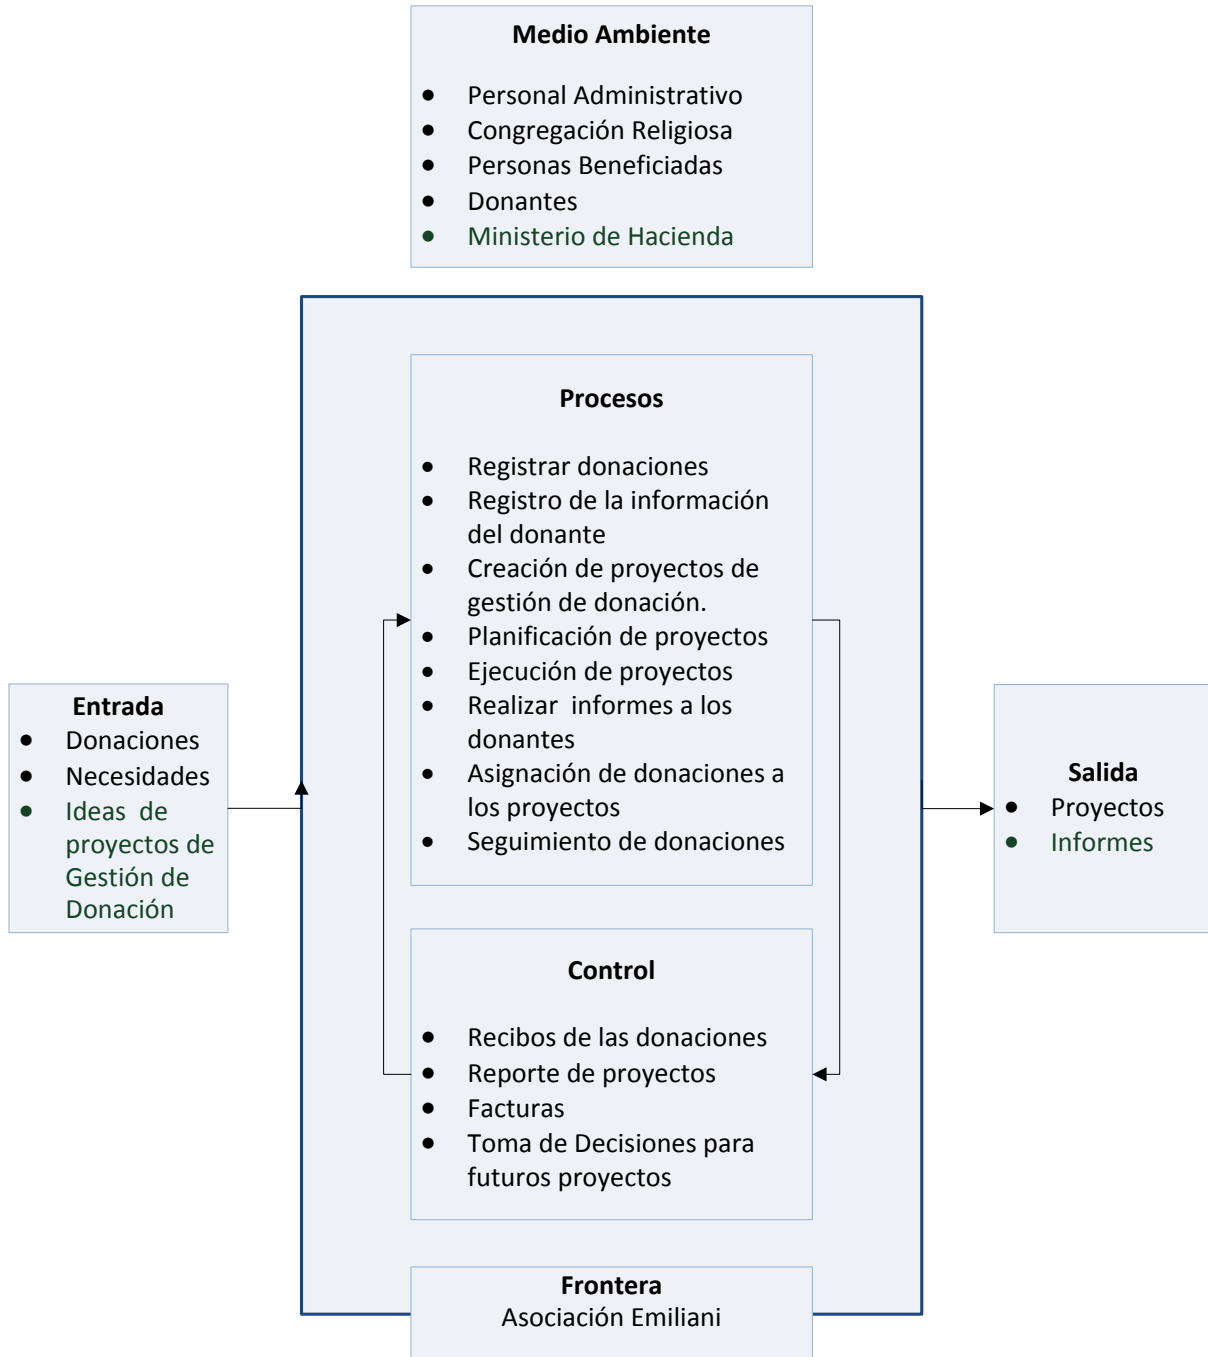 Medio Ambiente
• Personal Administrativo
• Congregación Religiosa
• Personas Beneficiadas
• Donantes
• Ministerio de Hacienda
Procesos
• Registrar donaciones
• Registro de la información
del donante
• Creación de proyectos de
gestión de donación.
• Planificación de proyectos
• Ejecución de proyectos
• Realizar  informes a los
donantes
• Asignación de donaciones a
los proyectos
• Seguimiento de donaciones
Entrada
• Donaciones
• Necesidades
• Ideas  de
proyectos de
Gestión de
Donación
Salida
• Proyectos
• Informes
Control
• Recibos de las donaciones
• Reporte de proyectos
• Facturas
• Toma de Decisiones para
futuros proyectos
Frontera
Asociación Emiliani